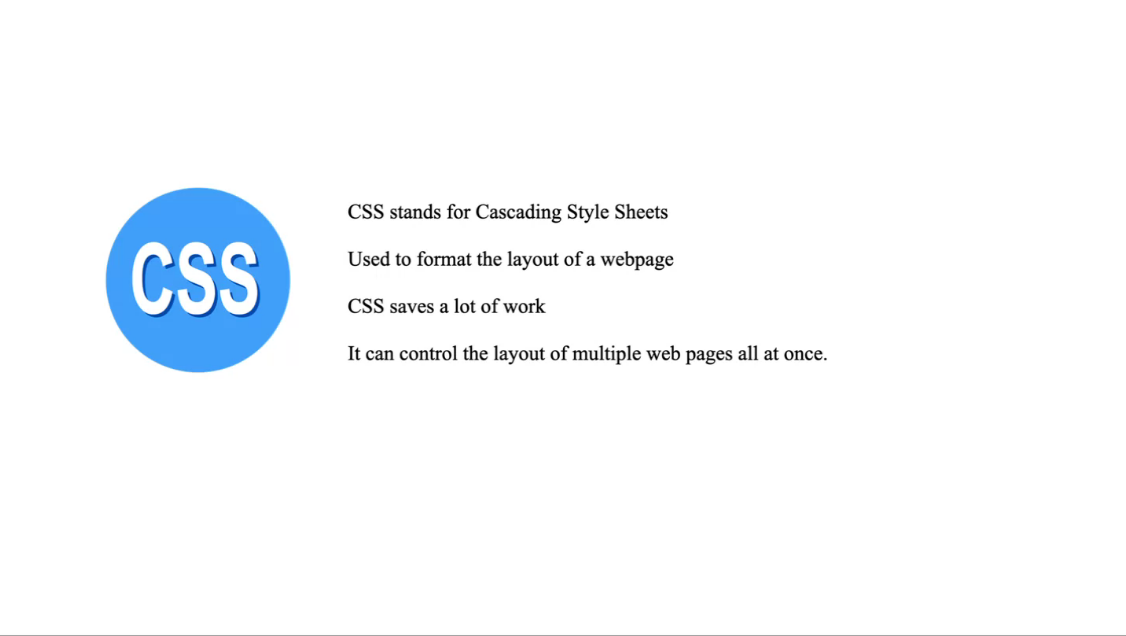 CSS
CSS stands for Cascading Style Sheets
Used to format the layout of a webpage
CSS saves a lot of work
It can control the layout of multiple web pages all at once.